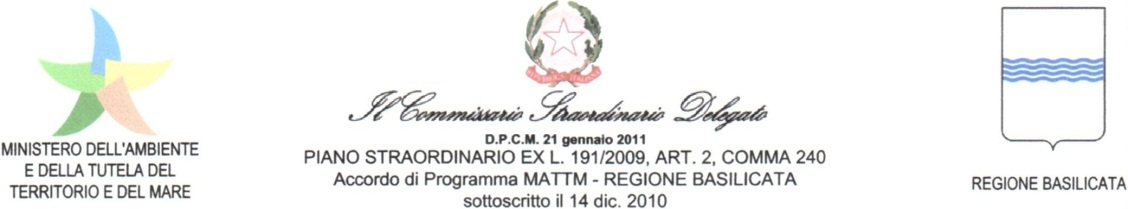 MINISTERO DELL'AMBIENTE
E DELLA TUTELA DEL
TERRITORIO E DEL MARE
Il Commissario Straordinario Delegato
D.P.C.M. 21 gennaio 2011
PIANO STRAORDINARIO EX L. 191/2009, ART. 2, COMMA 240
Accordo di Programma MATTM - REGIONE BASILICATA
sottoscritto il 14 dic. 2010
REGIONE BASILICATA